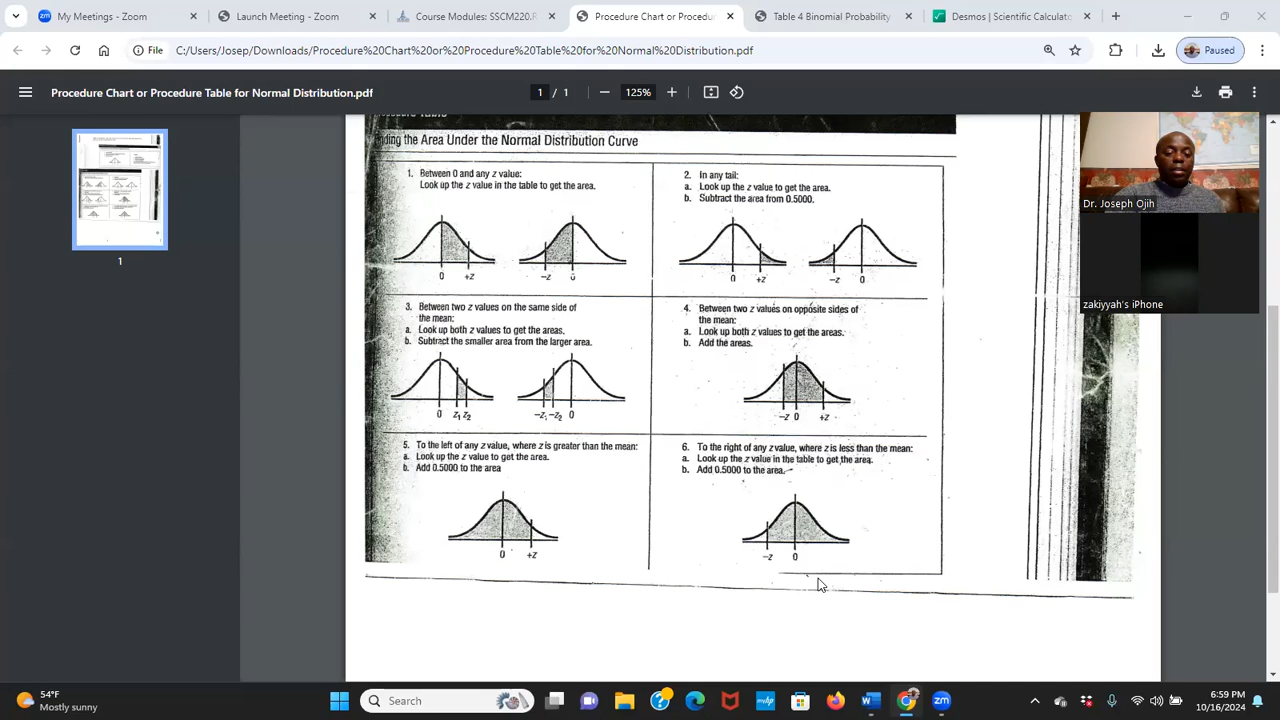 My Meetings - Zoom
Launch Meeting - Zoom
Course Modules: SSCM220.
Procedure Chart or Procedure
Table 4 Binomial Probability
Desmos | Scientific Calculat
File
C:/Users/Josep/Downloads/Procedure%20Chart%20or%20Procedure%20Table%20for%20Normal%20Distribution.pdf
Paused
Procedure Chart or Procedure Table for Normal Distribution.pdf
1 / 1
125%
1
nding the Area Under the Normal Distribution Curve
1. Between 0 and any z value:
Look up the z value in the table to get the area.
0 +z
-z 0
2. In any tail:
a. Look up the z value to get the area.
b. Subtract the area from 0.5000.
0 +z
-z 0
3. Between two z values on the same side of
the mean:
a. Look up both z values to get the areas.
b. Subtract the smaller area from the larger area.
0 z1 z2
-z1 -z2 0
4. Between two z values on opposite sides of
the mean:
a. Look up both z values to get the areas.
b. Add the areas.
-z 0 +z
5. To the left of any z value, where z is greater than the mean:
a. Look up the z value to get the area.
b. Add 0.5000 to the area
0 +z
6. To the right of any z value, where z is less than the mean:
a. Look up the z value in the table to get the area.
b. Add 0.5000 to the area.
-z 0
Dr. Joseph Ojih
zakiyyah's iPhone
54°F
Mostly sunny
Search
6:59 PM
10/16/2024